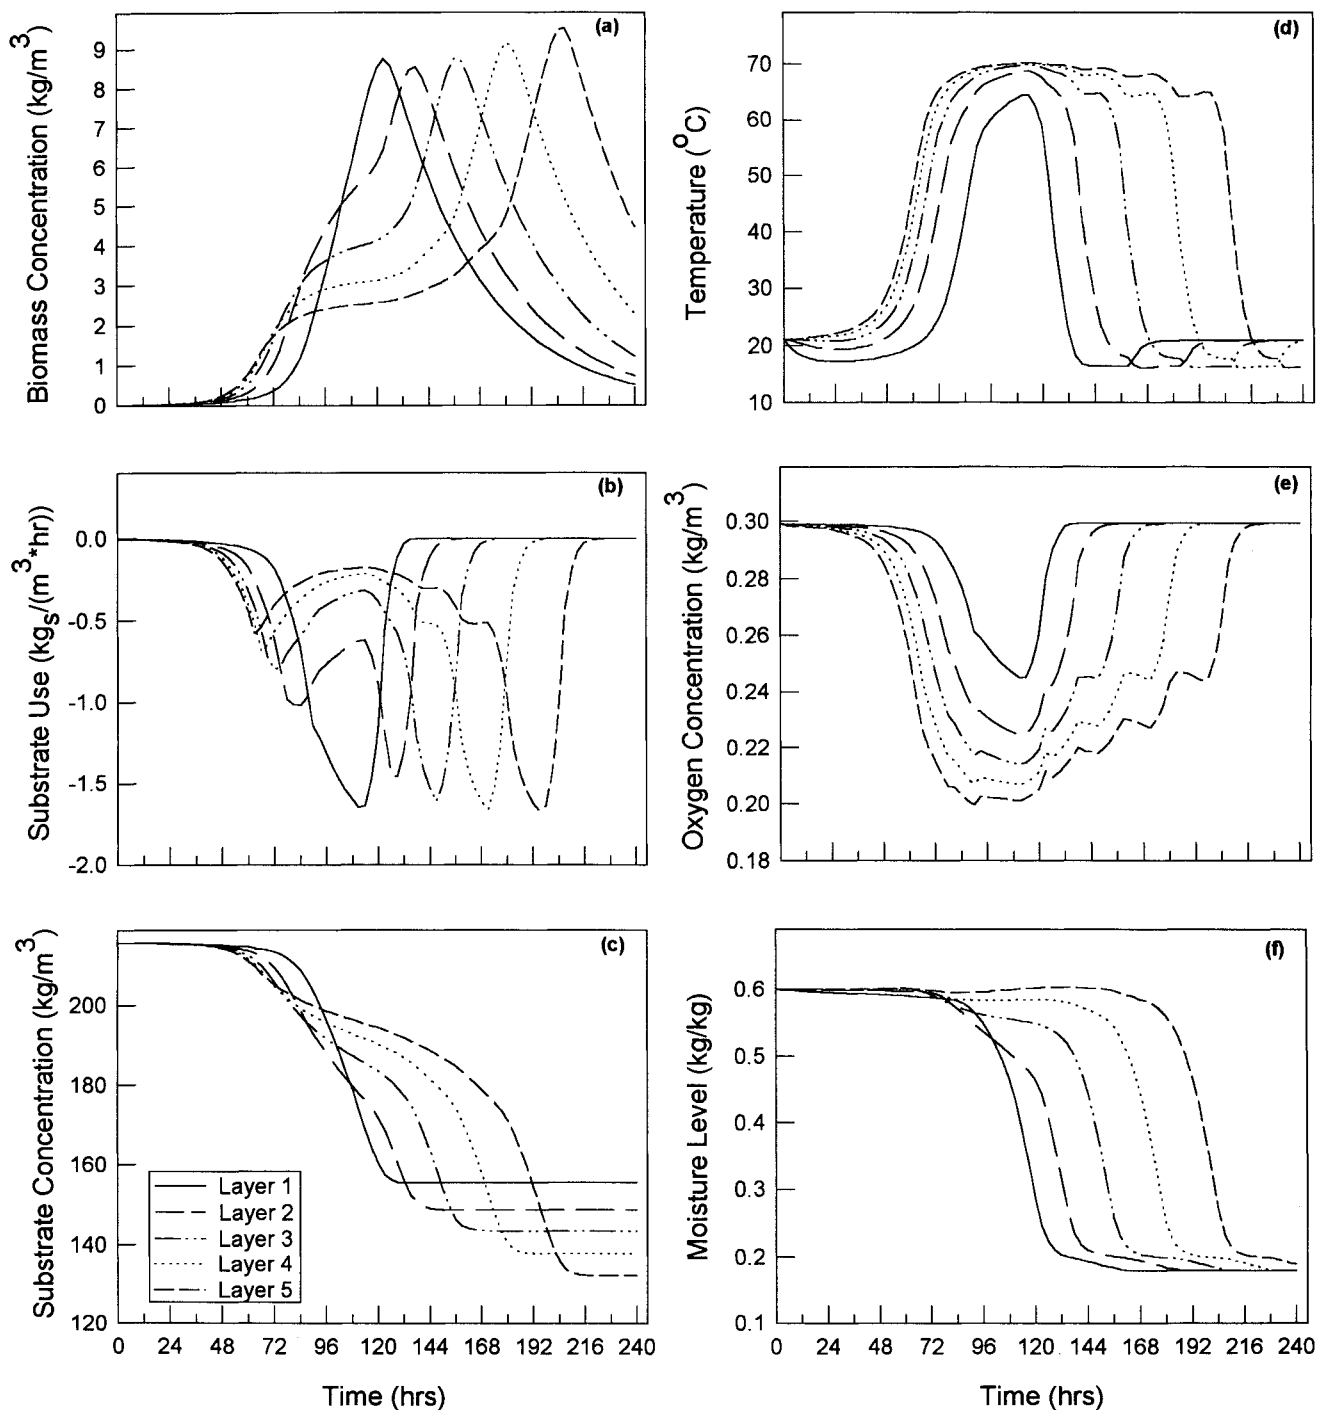 (a)
Biomass Concentration (kg/m3)
9
8
7
6
5
4
3
2
1
0
(d)
Temperature (oC)
70
60
50
40
30
20
10
(b)
Substrate Use (kgs/(m3*hr))
0.0
-0.5
-1.0
-1.5
-2.0
(e)
Oxygen Concentration (kg/m3)
0.30
0.28
0.26
0.24
0.22
0.20
0.18
(c)
Substrate Concentration (kg/m3)
200
180
160
140
120
Layer 1
Layer 2
Layer 3
Layer 4
Layer 5
0 24 48 72 96 120 144 168 192 216 240
Time (hrs)
(f)
Moisture Level (kg/kg)
0.6
0.5
0.4
0.3
0.2
0.1
0 24 48 72 96 120 144 168 192 216 240
Time (hrs)